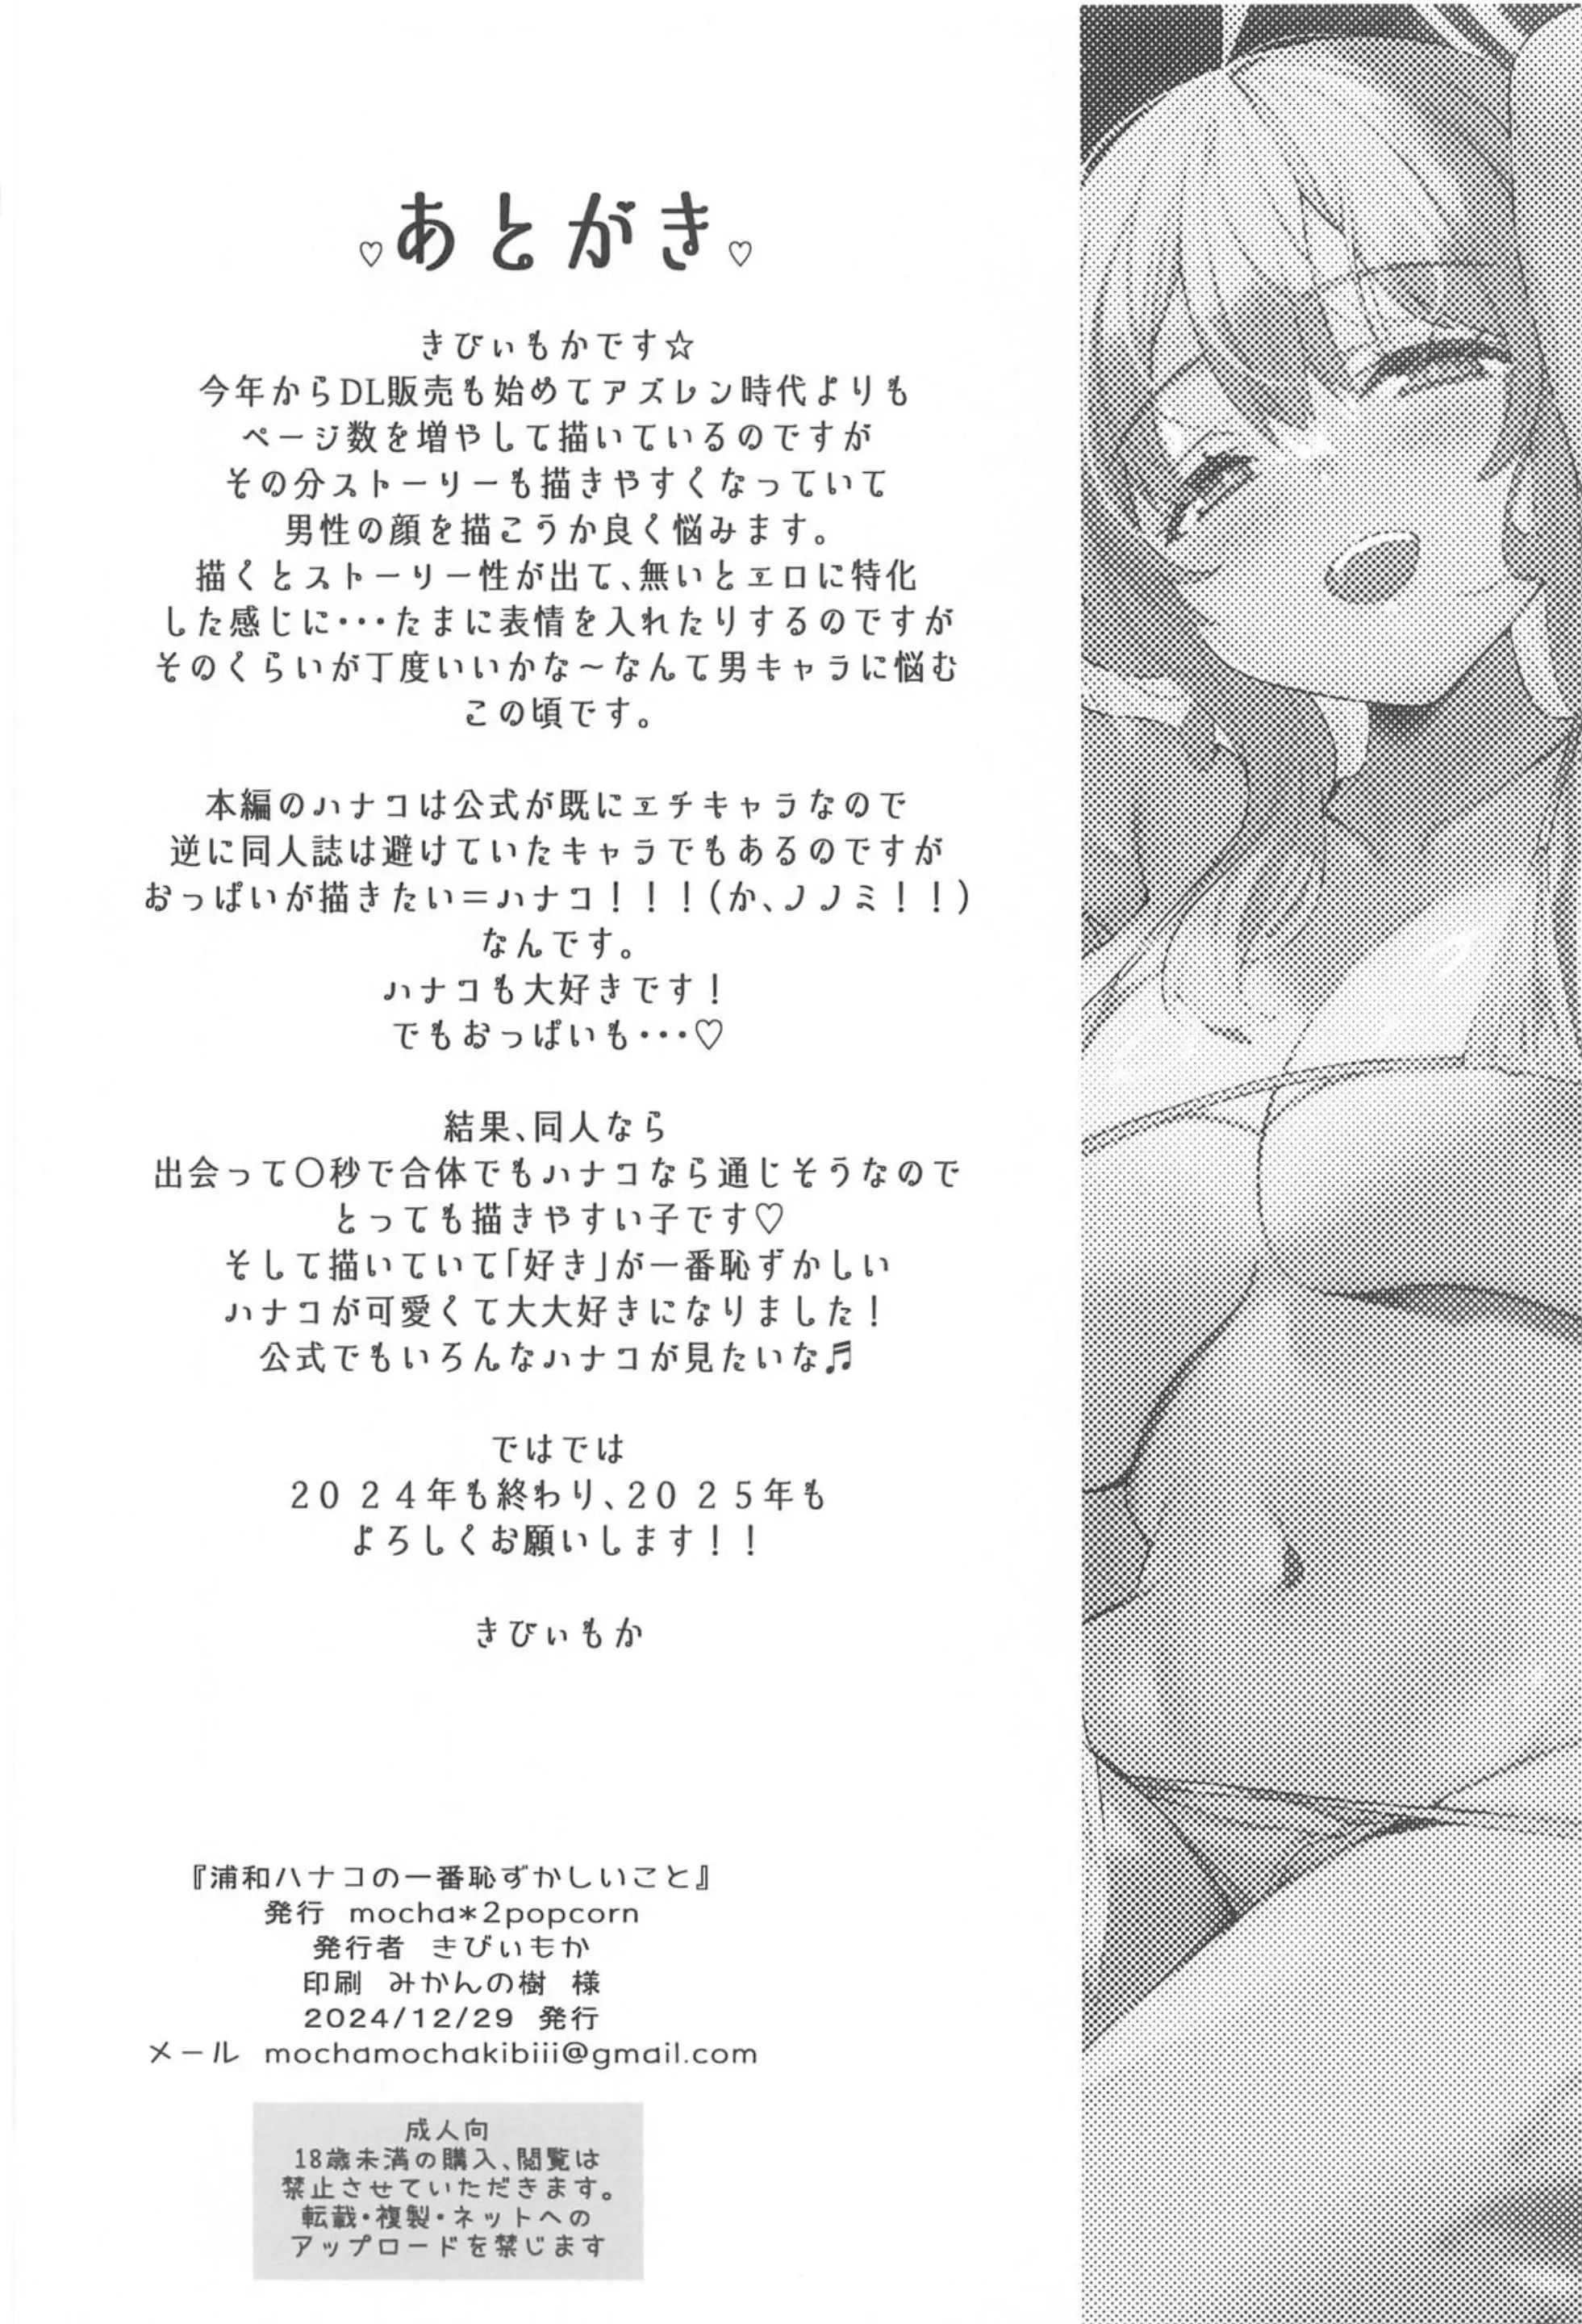 ♡あとがき♡
きびぃもかです☆
今年からDL販売も始めてアズレン時代よりも
ページ数を増やして描いているのですが
その分ストーリーも描きやすくなっていて
男性の顔を描こうか良く悩みます。
描くとストーリー性が出て、無いとエロに特化
した感じに・・・たまに表情を入れたりするのですが
そのくらいが丁度いいかな～なんて男キャラに悩む
この頃です。
本編のハナコは公式が既にエチキャラなので
逆に同人誌は避けていたキャラでもあるのですが
おっぱいが描きたい＝ハナコ！！！（か、ノノミ！！）
なんです。
ハナコも大好きです！
でもおっぱいも・・・♡
結果、同人なら
出会って〇秒で合体でもハナコなら通じそうなので
とっても描きやすい子です♡
そして描いていて「好き」が一番恥ずかしい
ハナコが可愛くて大大好きになりました！
公式でもいろんなハナコが見たいな♬
ではでは
２０２４年も終わり、２０２５年も
よろしくお願いします！！
きびぃもか
『浦和ハナコの一番恥ずかしいこと』
発行 mocha*2popcorn
発行者 きびぃもか
印刷 みかんの樹 様
2024/12/29 発行
メール mochamochakibiii@gmail.com
成人向
18歳未満の購入、閲覧は
禁止させていただきます。
転載・複製・ネットへの
アップロードを禁じます